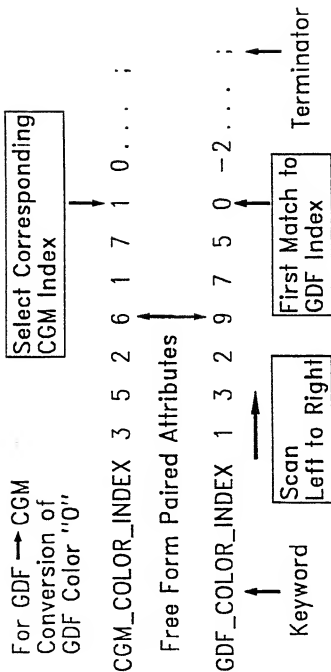 For GDF → CGM
Conversion of
GDF Color "0"
Select Corresponding
CGM Index
CGM_COLOR_INDEX 3 5 2 6 1 7 1 0 . . . ;
Free Form Paired Attributes
GDF_COLOR_INDEX 1 3 2 9 7 5 0 -2 . . . ;
Keyword
Scan
Left to Right
First Match to
GDF Index
Terminator